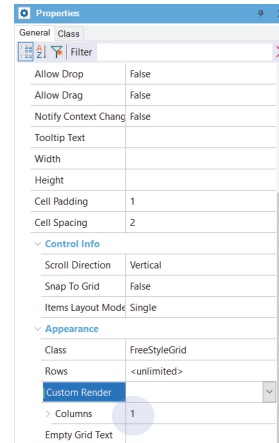 Properties
General Class
Filter
Allow Drop False
Allow Drag False
Notify Context Chang False
Tooltip Text
Width
Height
Cell Padding 1
Cell Spacing 2
Control Info
Scroll Direction Vertical
Snap To Grid False
Items Layout Mode Single
Appearance
Class FreeStyleGrid
Rows <unlimited>
Custom Render
Columns 1
Empty Grid Text